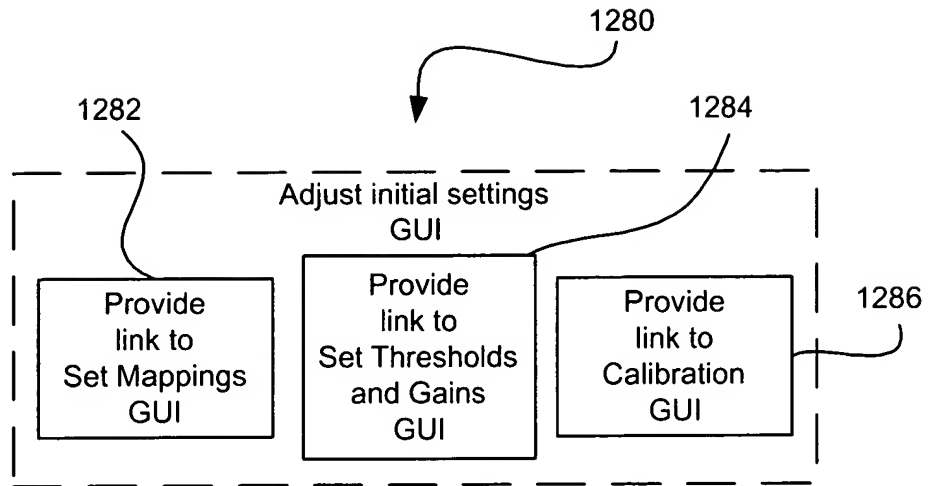 1280
1282
1284
Adjust initial settings
GUI
Provide
link to
Set Mappings
GUI
Provide
link to
Set Thresholds
and Gains
GUI
Provide
link to
Calibration
GUI
1286